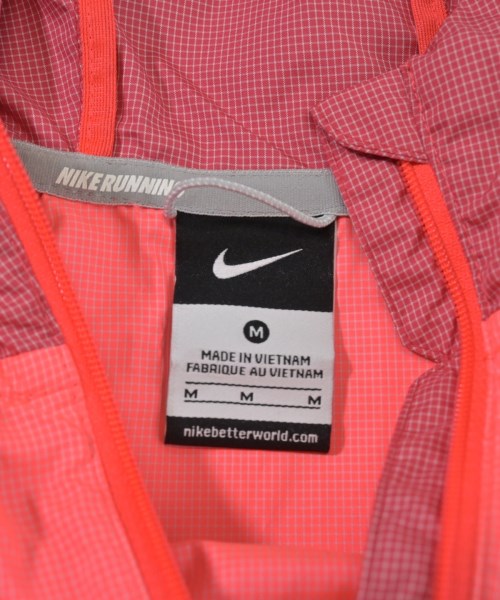 NIKERUNNIN
M
MADE IN VIETNAM
FABRIQUE AU VIETNAM
M M M
nikebetterworld.com